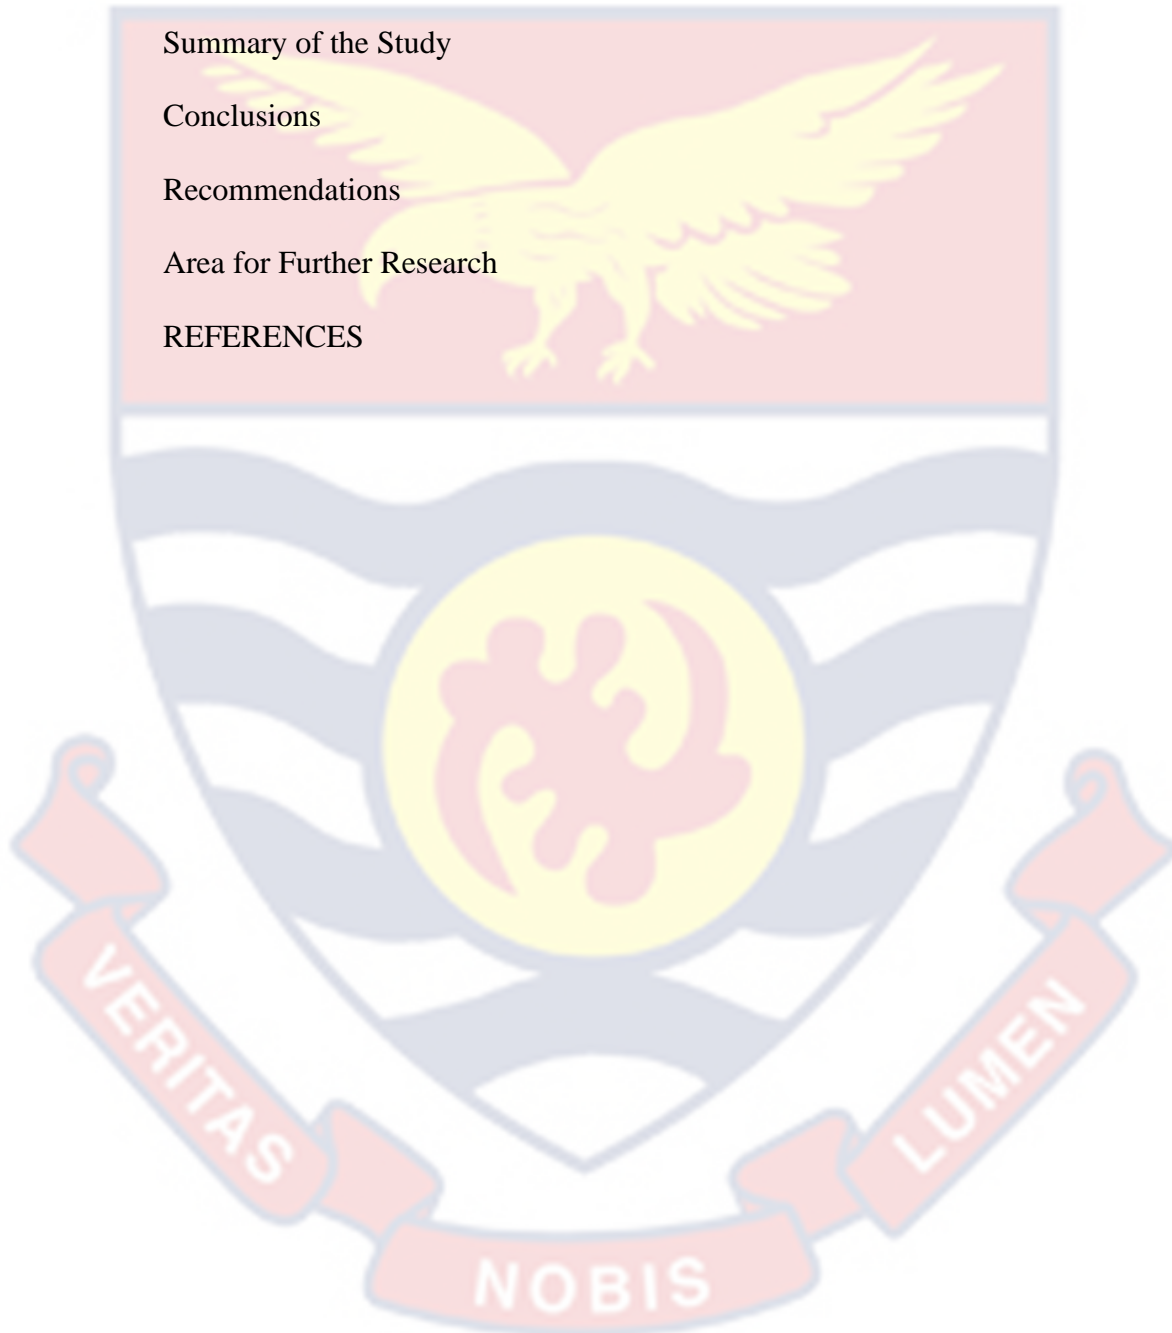 Summary of the Study
Conclusions
Recommendations
Area for Further Research
REFERENCES
VERITAS
NOBIS
LUMEN